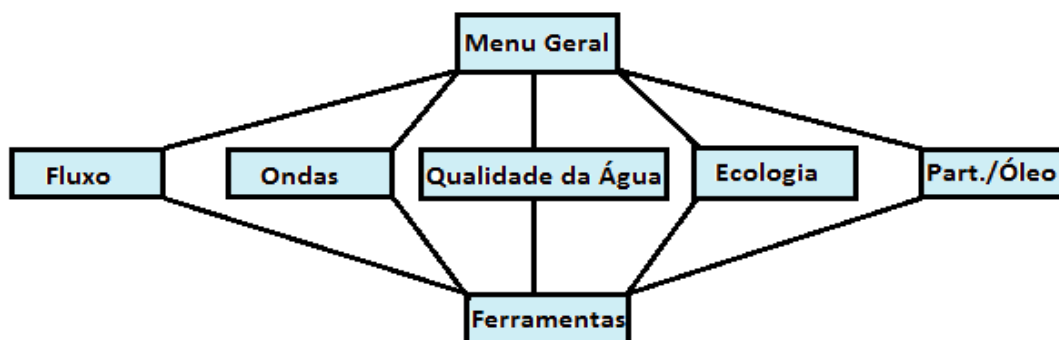 Menu Geral
Fluxo
Ondas
Qualidade da Água
Ecologia
Part./Óleo
Ferramentas